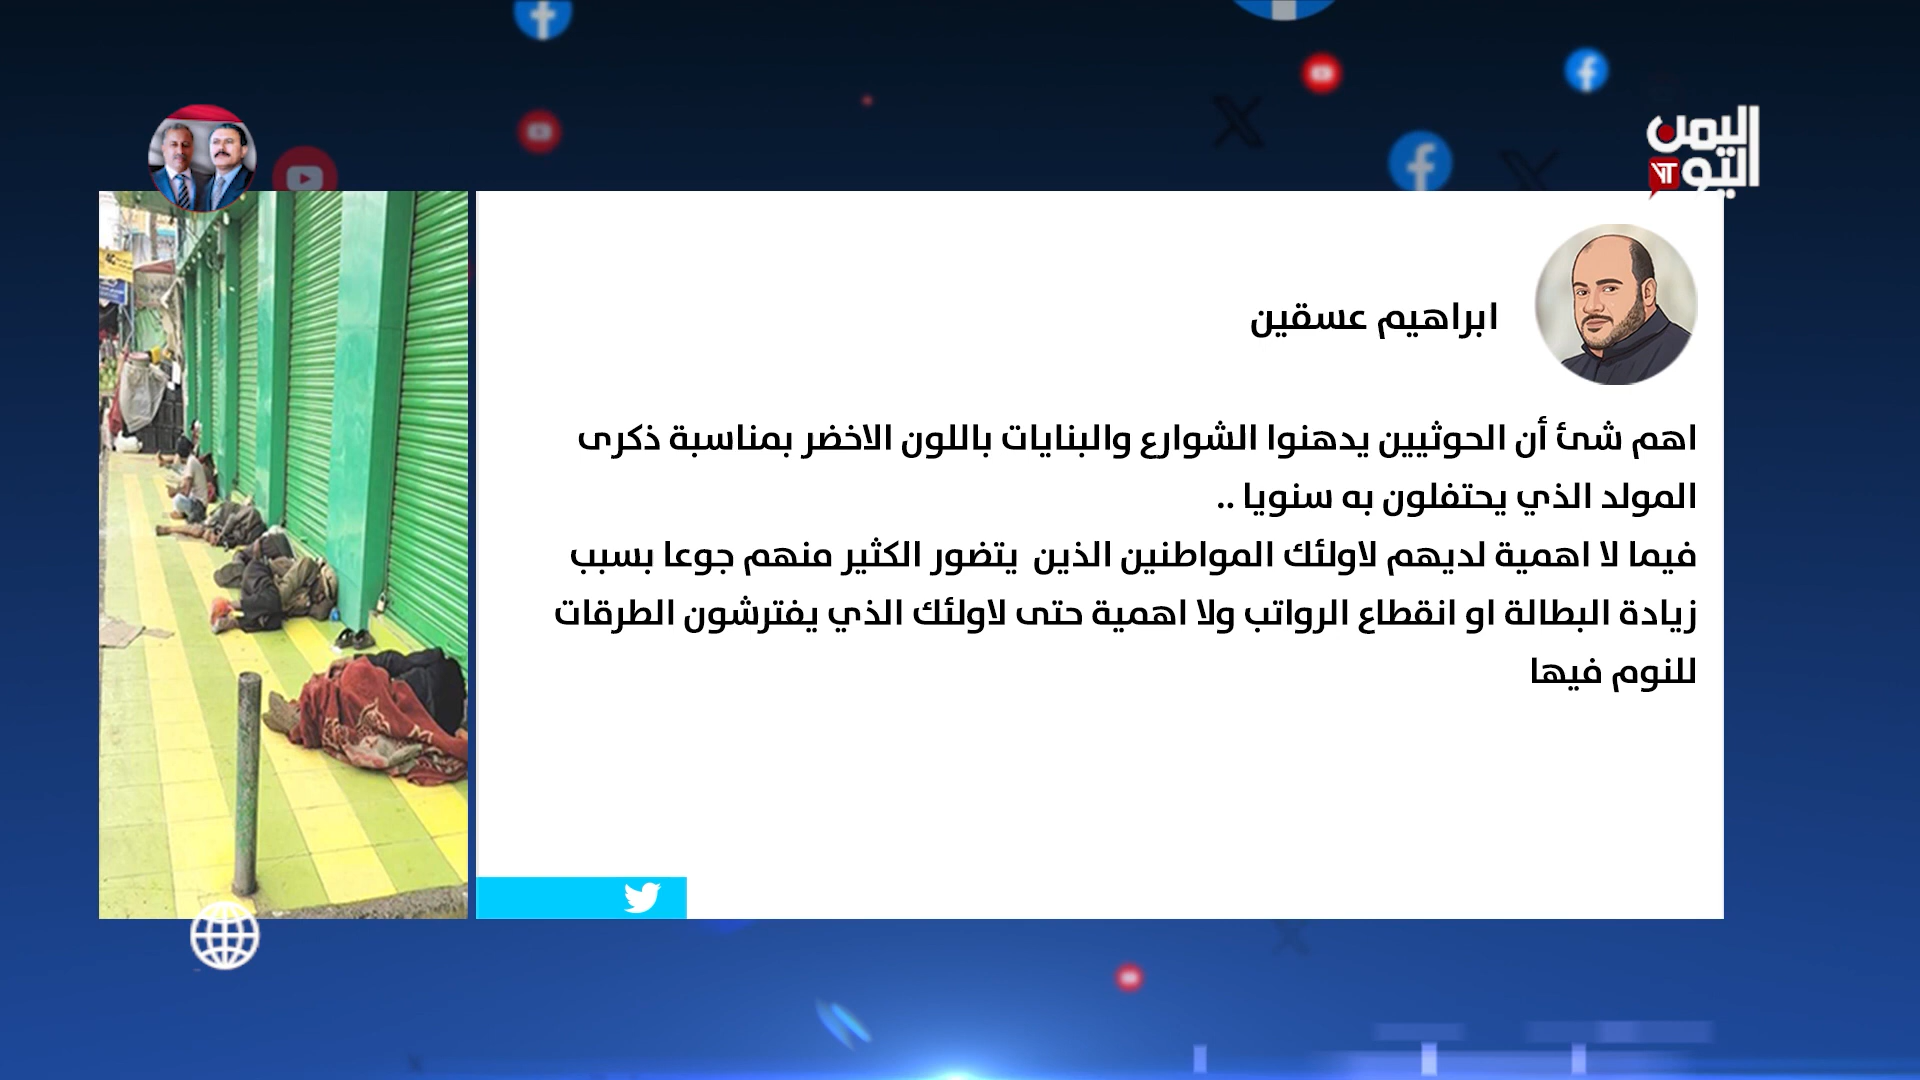 اليمن
اليوم
ابراهيم عسقين
اهم شئ أن الحوثيين يدهنوا الشوارع والبنايات باللون الاخضر بمناسبة ذكرى
المولد الذي يحتفلون به سنويا ..
فيما لا اهمية لديهم لاولئك المواطنين الذين يتضور الكثير منهم جوعا بسبب
زيادة البطالة او انقطاع الرواتب ولا اهمية حتى لاولئك الذي يفترشون الطرقات
للنوم فيها